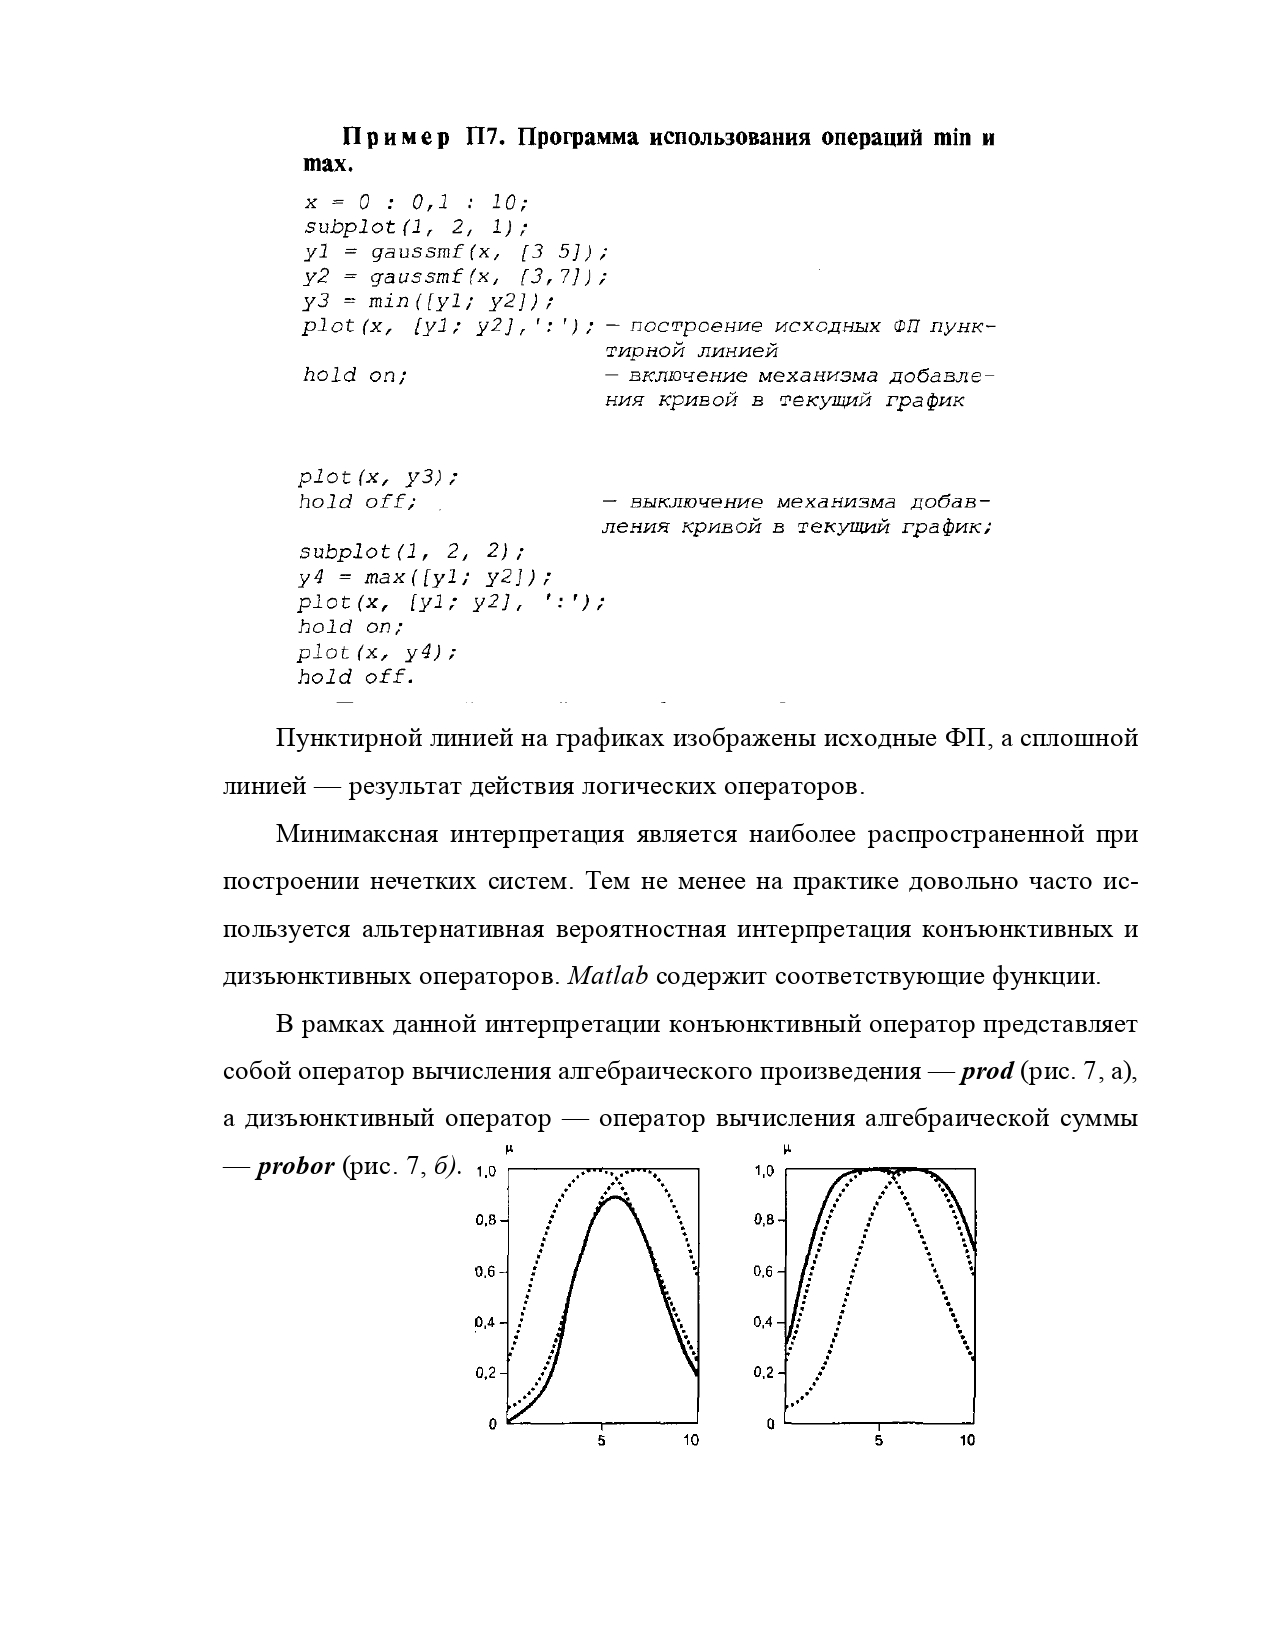 Пример П7. Программа использования операций min и
max.
x = 0 : 0,1 : 10;
subplot(1, 2, 1);
y1 = gaussmf(x, [3 5]);
y2 = gaussmf(x, [3,7]);
y3 = min([y1; y2]);
plot(x, [y1; y2],':'); — построение исходных ФП пунк-
тирной линией
hold on; — включение механизма добавле-
ния кривой в текущий график
plot(x, y3);
hold off; — выключение механизма добав-
ления кривой в текущий график;
subplot(1, 2, 2);
y4 = max([y1; y2]);
plot(x, [y1; y2], ':');
hold on;
plot(x, y4);
hold off.
Пунктирной линией на графиках изображены исходные ФП, а сплошной
линией — результат действия логических операторов.
Минимаксная интерпретация является наиболее распространенной при
построении нечетких систем. Тем не менее на практике довольно часто ис-
пользуется альтернативная вероятностная интерпретация конъюнктивных и
дизъюнктивных операторов. Matlab содержит соответствующие функции.
В рамках данной интерпретации конъюнктивный оператор представляет
собой оператор вычисления алгебраического произведения — prod (рис. 7, а),
а дизъюнктивный оператор — оператор вычисления алгебраической суммы
— probor (рис. 7, б).
μ
1,0
0,8
0,6
0,4
0,2
0
5 10
μ
1,0
0,8
0,6
0,4
0,2
0
5 10